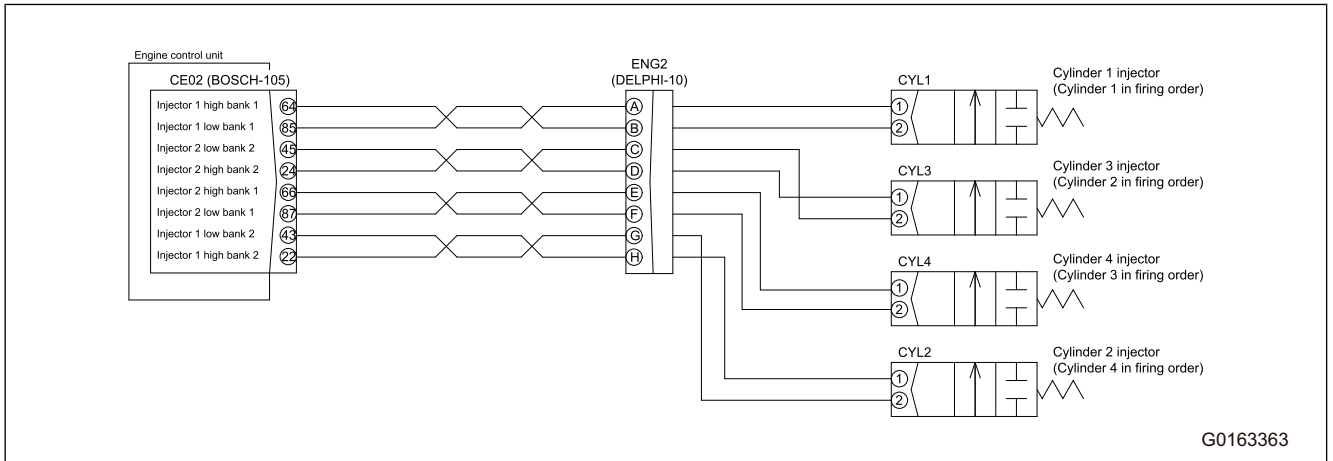 Engine control unit
CE02 (BOSCH-105)
Injector 1 high bank 1 64
Injector 1 low bank 1 85
Injector 2 low bank 2 45
Injector 2 high bank 2 24
Injector 2 high bank 1 66
Injector 2 low bank 1 87
Injector 1 low bank 2 43
Injector 1 high bank 2 22
ENG2
(DELPHI-10)
A
B
C
D
E
F
G
H
CYL1
1
2
Cylinder 1 injector
(Cylinder 1 in firing order)
CYL3
1
2
Cylinder 3 injector
(Cylinder 2 in firing order)
CYL4
1
2
Cylinder 4 injector
(Cylinder 3 in firing order)
CYL2
1
2
Cylinder 2 injector
(Cylinder 4 in firing order)
G0163363